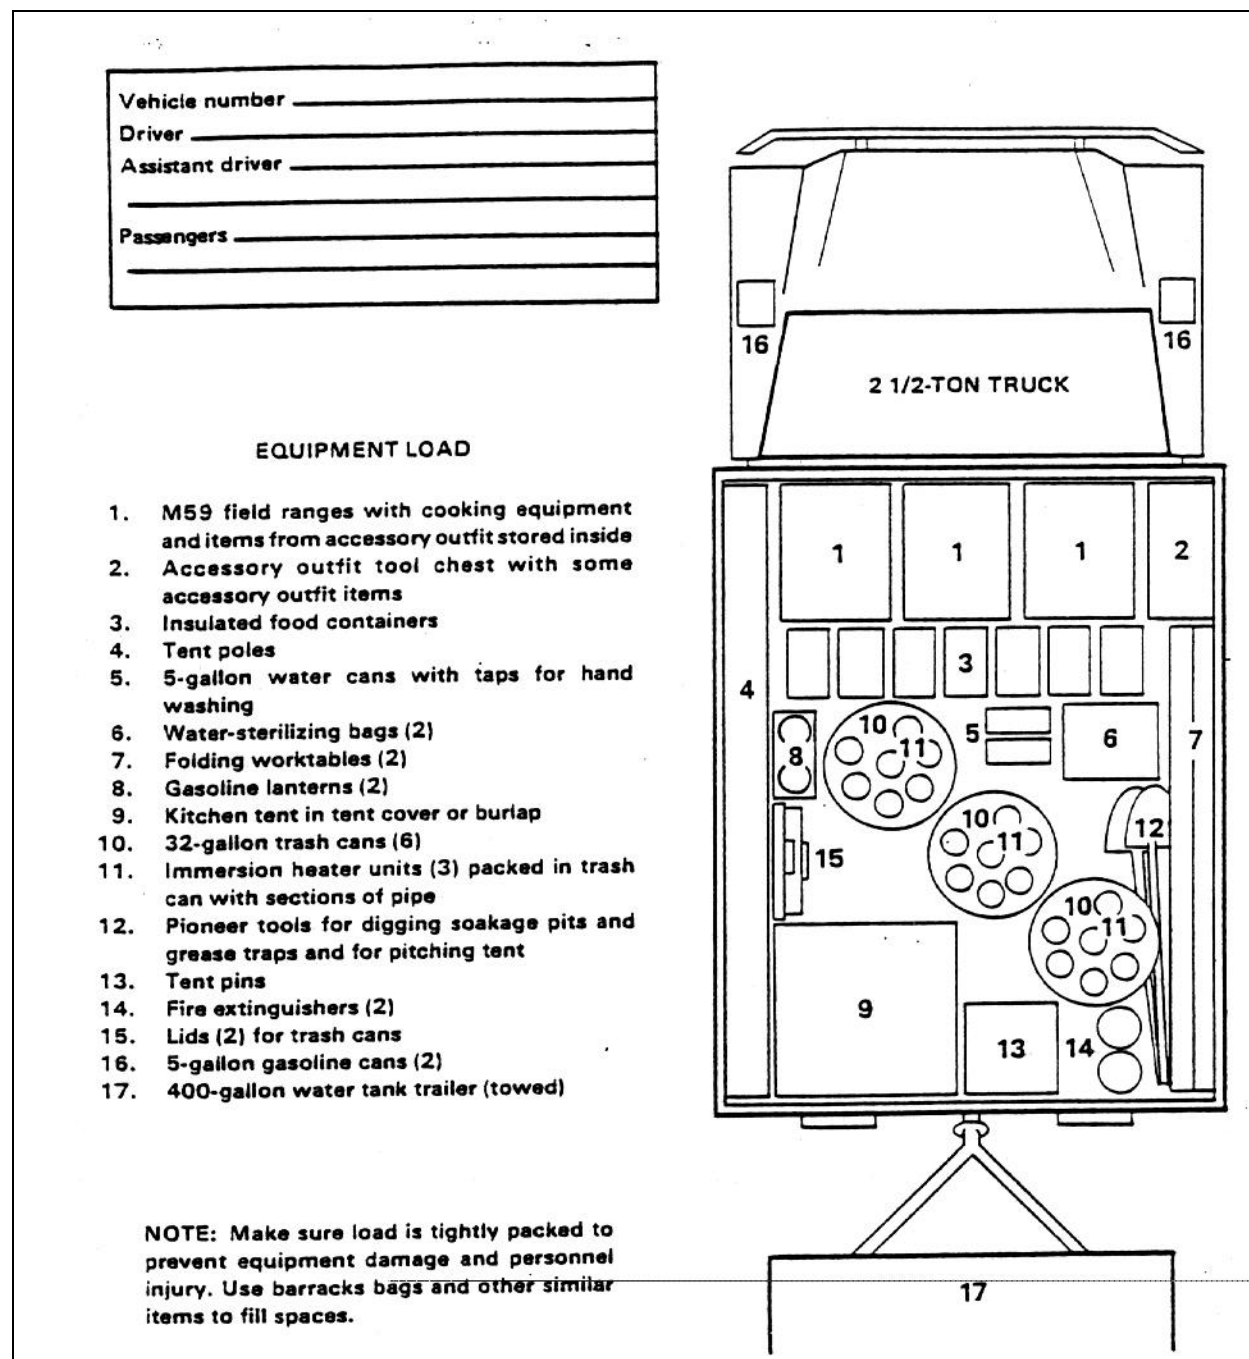 Vehicle number
Driver
Assistant driver
Passengers
EQUIPMENT LOAD
1. M59 field ranges with cooking equipment
and items from accessory outfit stored inside
2. Accessory outfit tool chest with some
accessory outfit items
3. Insulated food containers
4. Tent poles
5. 5-gallon water cans with taps for hand
washing
6. Water-sterilizing bags (2)
7. Folding worktables (2)
8. Gasoline lanterns (2)
9. Kitchen tent in tent cover or burlap
10. 32-gallon trash cans (6)
11. Immersion heater units (3) packed in trash
can with sections of pipe
12. Pioneer tools for digging soakage pits and
grease traps and for pitching tent
13. Tent pins
14. Fire extinguishers (2)
15. Lids (2) for trash cans
16. 5-gallon gasoline cans (2)
17. 400-gallon water tank trailer (towed)
NOTE: Make sure load is tightly packed to
prevent equipment damage and personnel
injury. Use barracks bags and other similar
items to fill spaces.
16 16
2 1/2-TON TRUCK
1 1 1 2
3
4
10
5
6
7
8
11
10
12
11
15
10
11
9
13
14
17